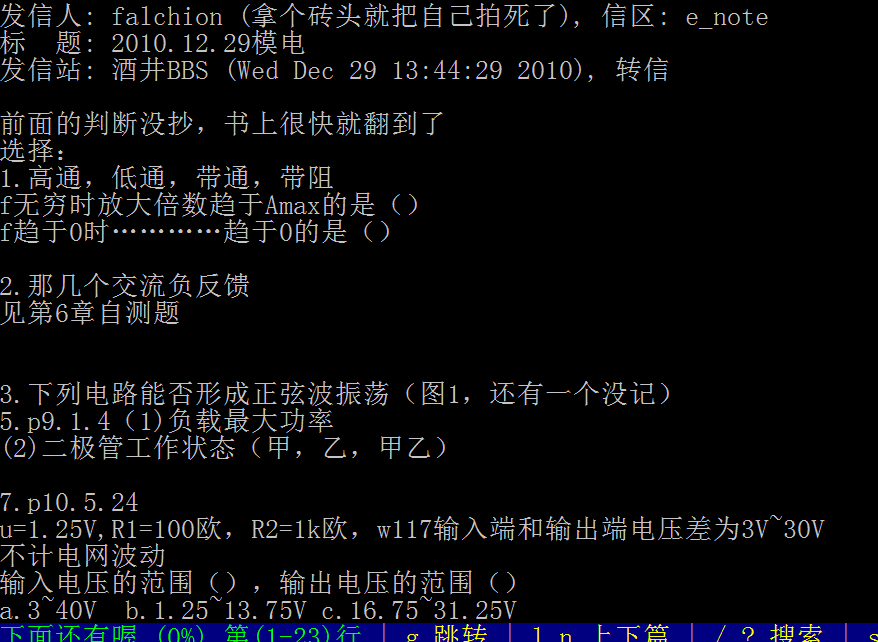 发信人: falchion (拿个砖头就把自己拍死了), 信区: e_note
标　题: 2010.12.29模电
发信站: 酒井BBS (Wed Dec 29 13:44:29 2010), 转信
前面的判断没抄，书上很快就翻到了
选择：
1.高通，低通，带通，带阻
f无穷时放大倍数趋于Amax的是（）
f趋于0时…………趋于0的是（）
2.那几个交流负反馈
见第6章自测题
3.下列电路能否形成正弦波振荡（图1，还有一个没记）
5.p9.1.4（1)负载最大功率
(2)二极管工作状态（甲，乙，甲乙）
7.p10.5.24
u=1.25V,R1=100欧，R2=1k欧，w117输入端和输出端电压差为3V~30V
不计电网波动
输入电压的范围（），输出电压的范围（）
a.3~40V  b.1.25~13.75V c.16.75~31.25V
下面还有喔 (0%) 第(1-23)行 | g 跳转 | l n 上下篇 | / ? 搜索 | s